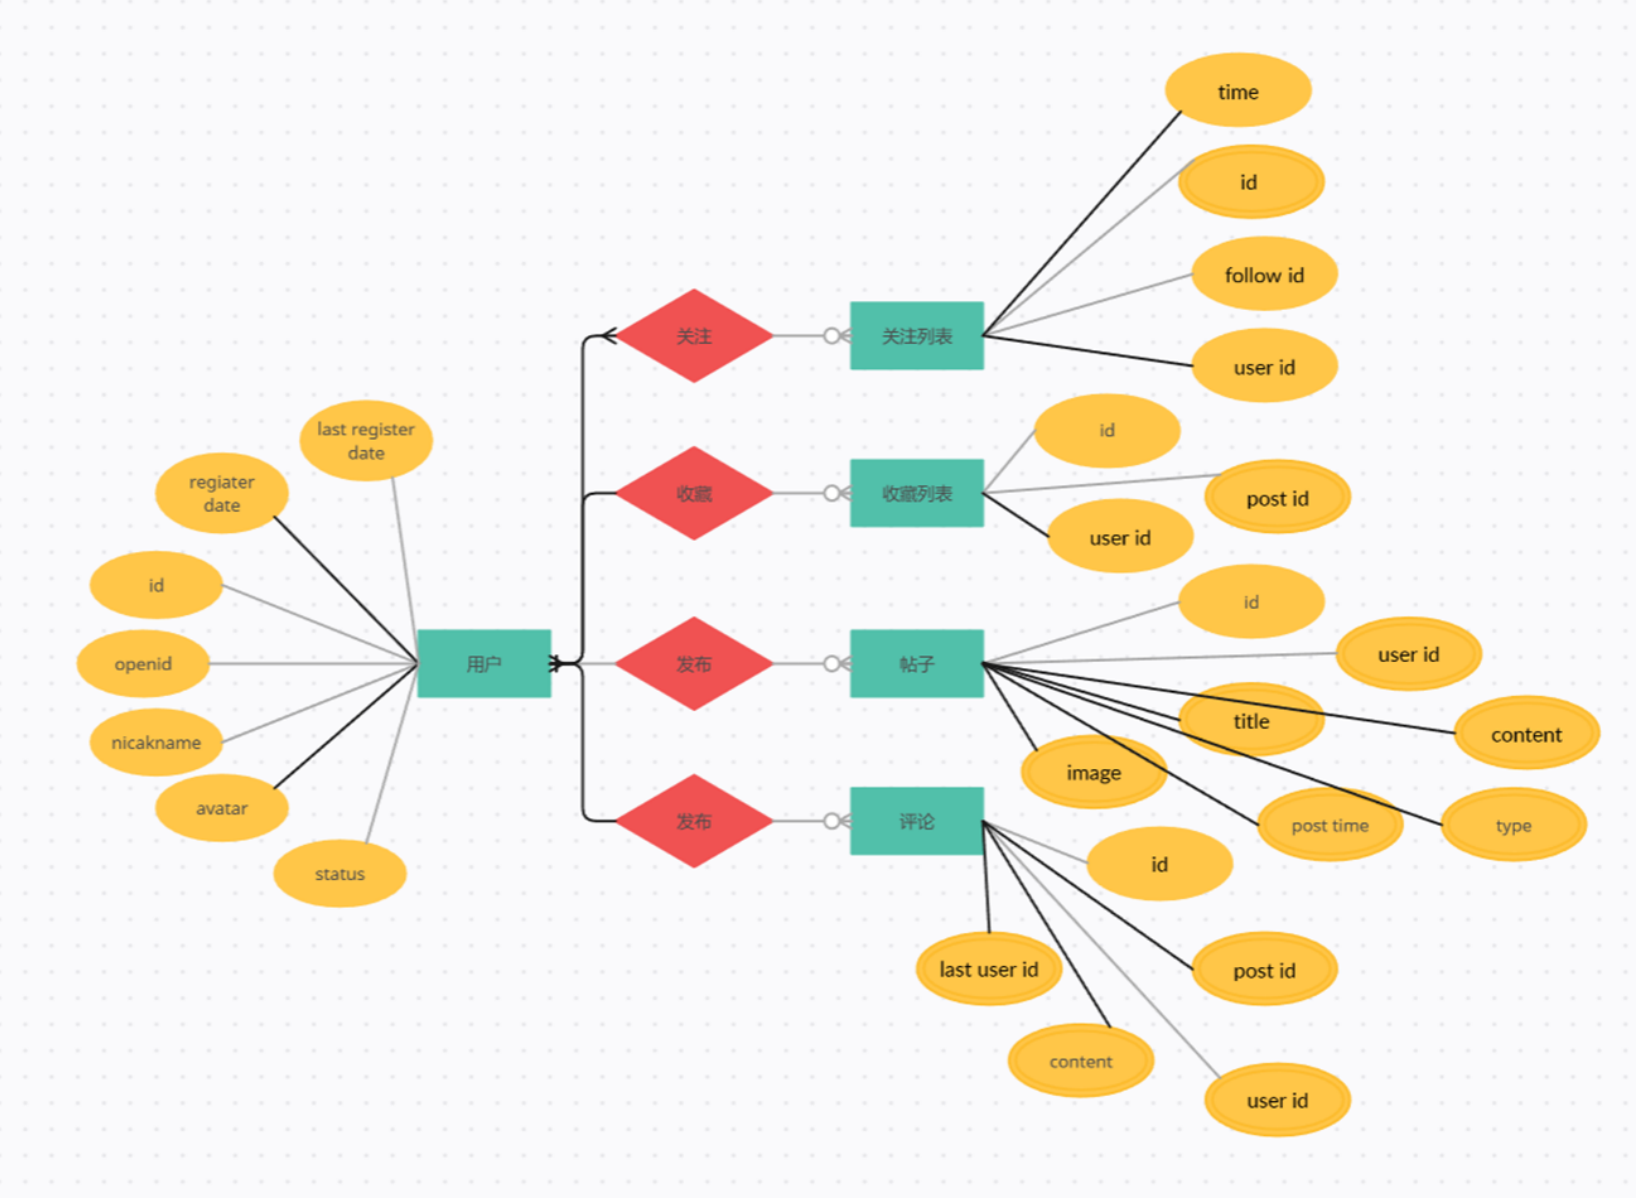 time
id
follow id
user id
关注
关注列表
last register
date
regiater
date
id
openid
用户
nicakname
avatar
status
收藏
收藏列表
id
post id
user id
发布
帖子
id
user id
title
content
image
post time
type
发布
评论
id
last user id
post id
content
user id